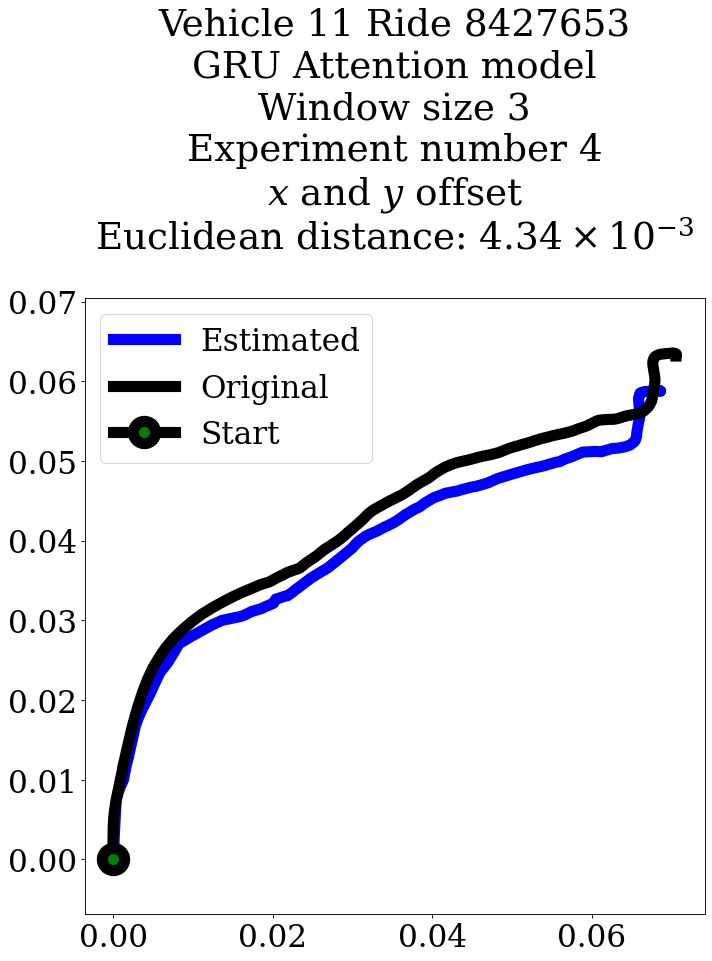 Vehicle 11 Ride 8427653
GRU Attention model
Window size 3
Experiment number 4
x and y offset
Euclidean distance: 4.34 × 10⁻³
0.07
0.06
0.05
0.04
0.03
0.02
0.01
0.00
Estimated
Original
Start
0.00 0.02 0.04 0.06